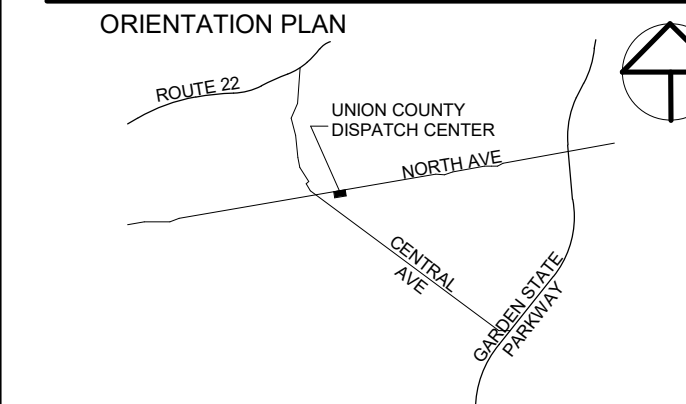 ORIENTATION PLAN
ROUTE 22
UNION COUNTY
DISPATCH CENTER
NORTH AVE
CENTRAL
AVE
GARDEN STATE
PARKWAY